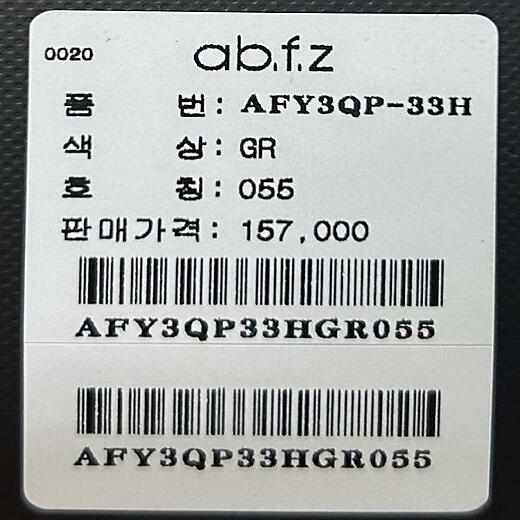 0020 ab.f.z
품 번 : AFY3QP-33H
색 상 : GR
호 칭 : 055
판매가격 : 157,000
AFY3QP33HGR055
AFY3QP33HGR055